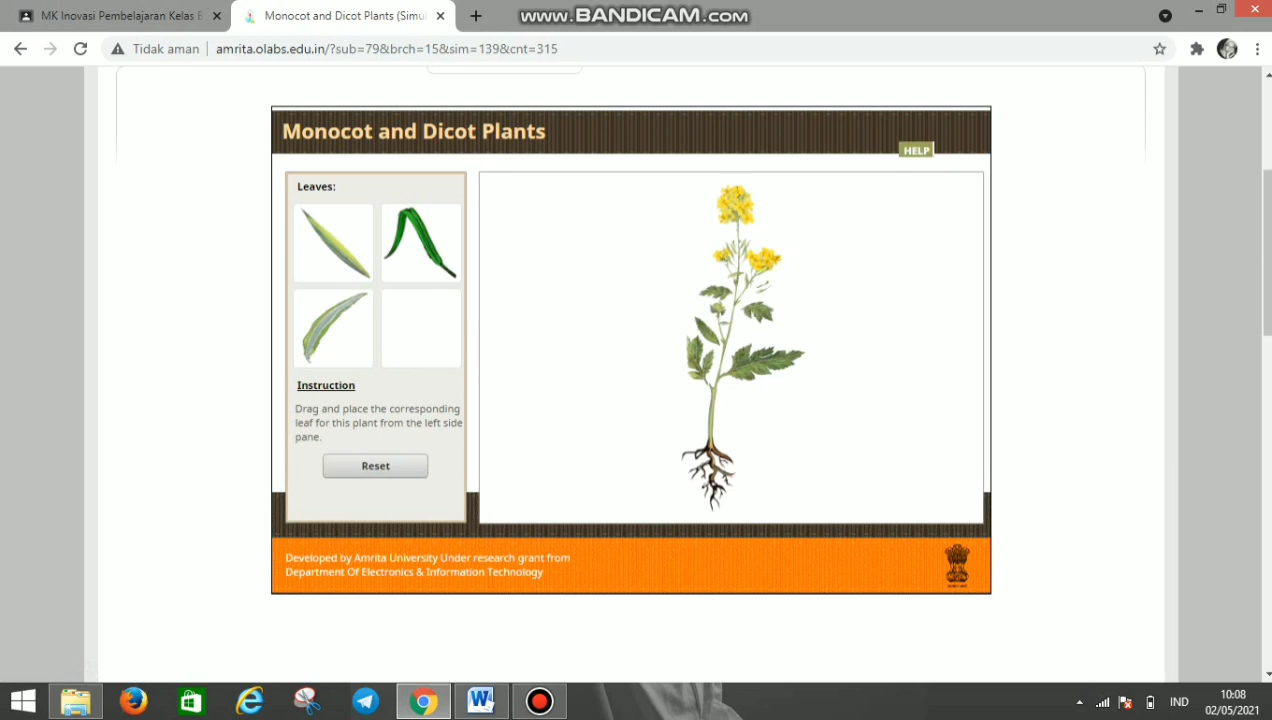 MK Inovasi Pembelajaran Kelas B
Monocot and Dicot Plants (Simul
www.BANDICAM.com
Tidak aman
amrita.olabs.edu.in/?sub=79&brch=15&sim=139&cnt=315
Monocot and Dicot Plants
HELP
Leaves:
Instruction
Drag and place the corresponding
leaf for this plant from the left side
pane.
Reset
Developed by Amrita University Under research grant from
Department Of Electronics & Information Technology
IND
10:08
02/05/2021